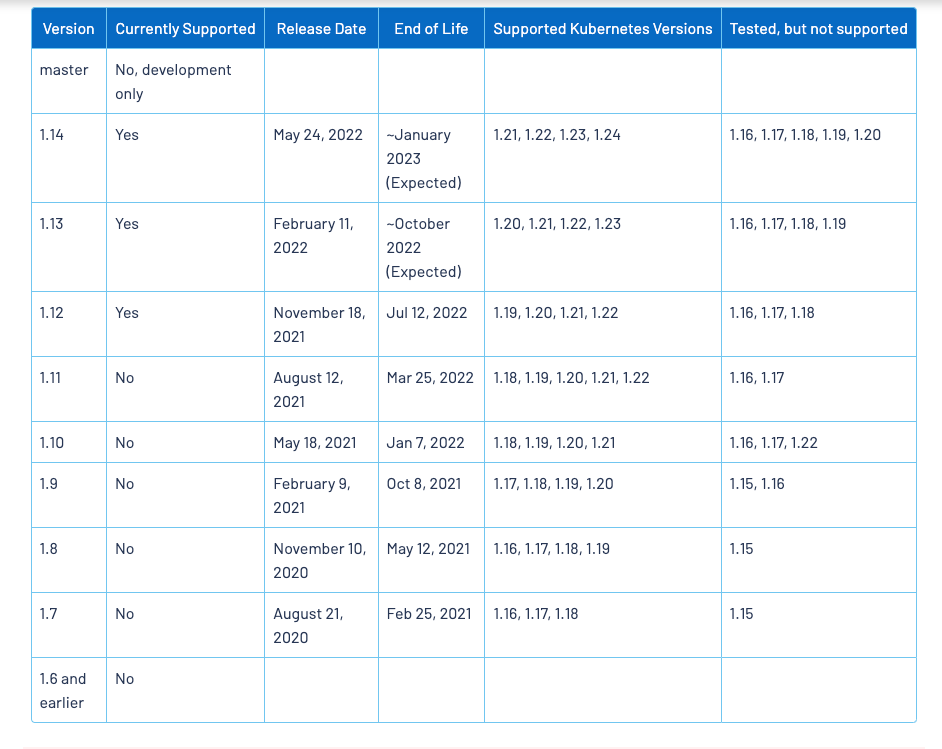 Version Currently Supported Release Date End of Life Supported Kubernetes Versions Tested, but not supported
master No, development
only
1.14 Yes May 24, 2022 ~January 1.21, 1.22, 1.23, 1.24 1.16, 1.17, 1.18, 1.19, 1.20
2023
(Expected)
1.13 Yes February 11, ~October 1.20, 1.21, 1.22, 1.23 1.16, 1.17, 1.18, 1.19
2022 2022
(Expected)
1.12 Yes November 18, Jul 12, 2022 1.19, 1.20, 1.21, 1.22 1.16, 1.17, 1.18
2021
1.11 No August 12, Mar 25, 2022 1.18, 1.19, 1.20, 1.21, 1.22 1.16, 1.17
2021
1.10 No May 18, 2021 Jan 7, 2022 1.18, 1.19, 1.20, 1.21 1.16, 1.17, 1.22
1.9 No February 9, Oct 8, 2021 1.17, 1.18, 1.19, 1.20 1.15, 1.16
2021
1.8 No November 10, May 12, 2021 1.16, 1.17, 1.18, 1.19 1.15
2020
1.7 No August 21, Feb 25, 2021 1.16, 1.17, 1.18 1.15
2020
1.6 and No
earlier